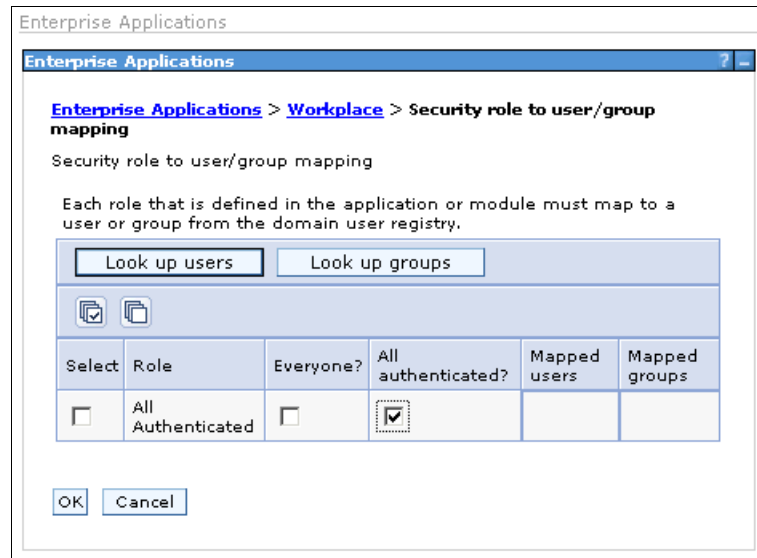 Enterprise Applications
Enterprise Applications ? –
Enterprise Applications > Workplace > Security role to user/group
mapping
Security role to user/group mapping
Each role that is defined in the application or module must map to a
user or group from the domain user registry.
Look up users Look up groups
Select Role Everyone? All authenticated? Mapped users Mapped groups
All Authenticated
OK Cancel